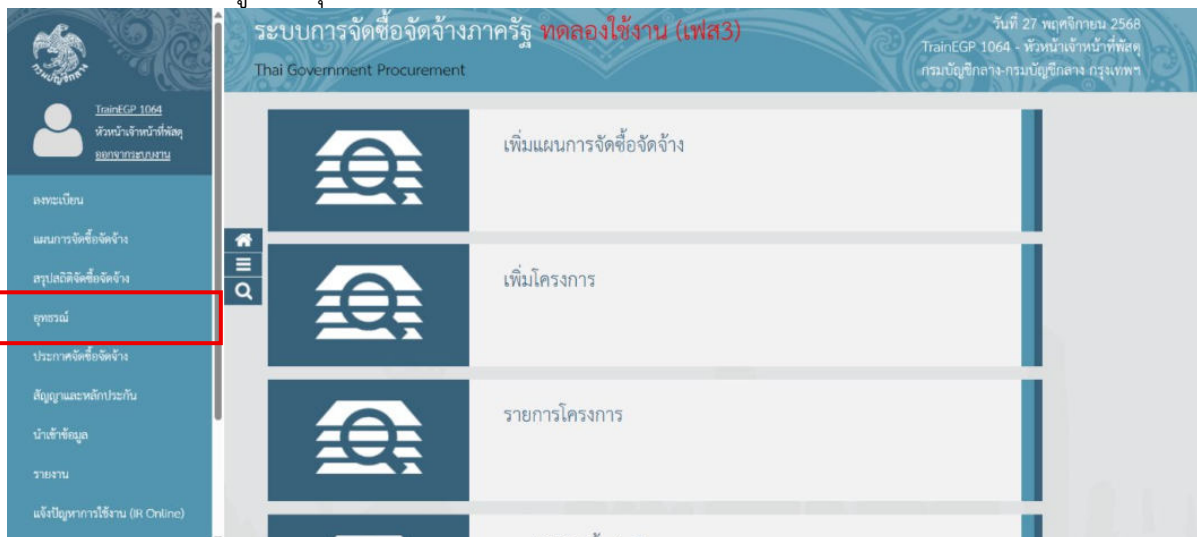 ระบบการจัดซื้อจัดจ้างภาครัฐ ทดลองใช้งาน (เฟส3)
Thai Government Procurement
วันที่ 27 พฤศจิกายน 2568
TrainEGP 1064 - หัวหน้าเจ้าหน้าที่พัสดุ
กรมบัญชีกลาง-กรมบัญชีกลาง กรุงเทพฯ
กรมบัญชีกลาง
TrainEGP 1064
หัวหน้าเจ้าหน้าที่พัสดุ
ออกจากระบบงาน
ลงทะเบียน
แผนการจัดซื้อจัดจ้าง
สรุปสถิติจัดซื้อจัดจ้าง
อุทธรณ์
ประกาศจัดซื้อจัดจ้าง
สัญญาและหลักประกัน
นำเข้าข้อมูล
รายงาน
แจ้งปัญหาการใช้งาน (IR Online)
เพิ่มแผนการจัดซื้อจัดจ้าง
เพิ่มโครงการ
รายการโครงการ